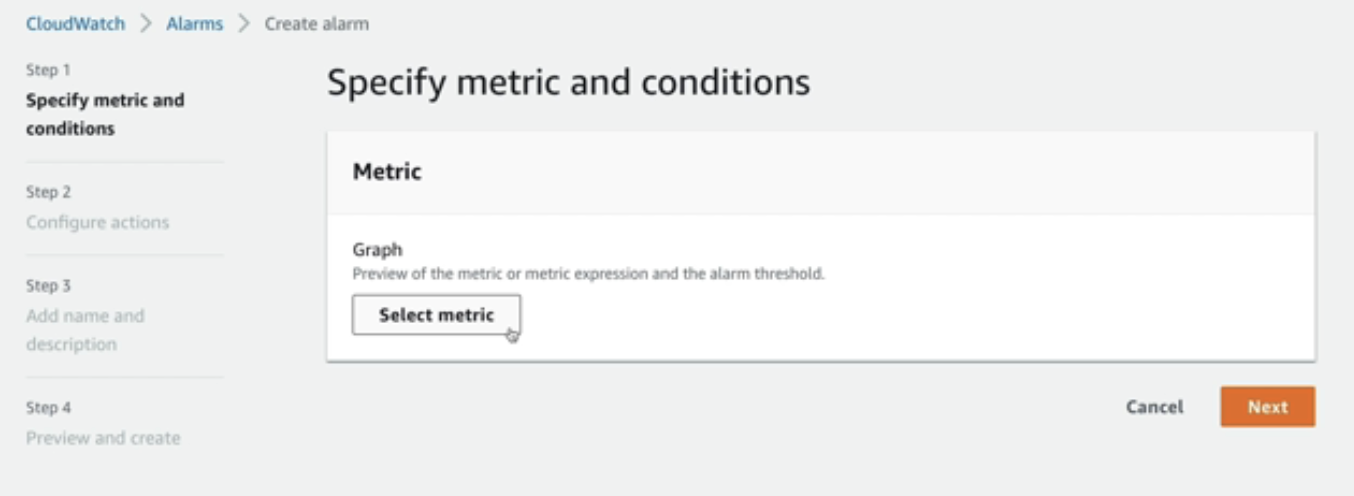 CloudWatch > Alarms > Create alarm
Step 1
Specify metric and
conditions
Step 2
Configure actions
Step 3
Add name and
description
Step 4
Preview and create
Specify metric and conditions
Metric
Graph
Preview of the metric or metric expression and the alarm threshold.
Select metric
Cancel
Next